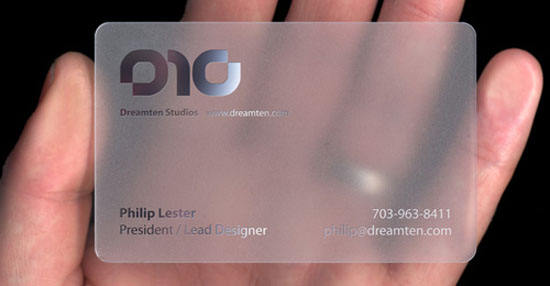 D10
Dreamten Studios www.dreamten.com
Philip Lester 703-963-8411
President / Lead Designer philip@dreamten.com